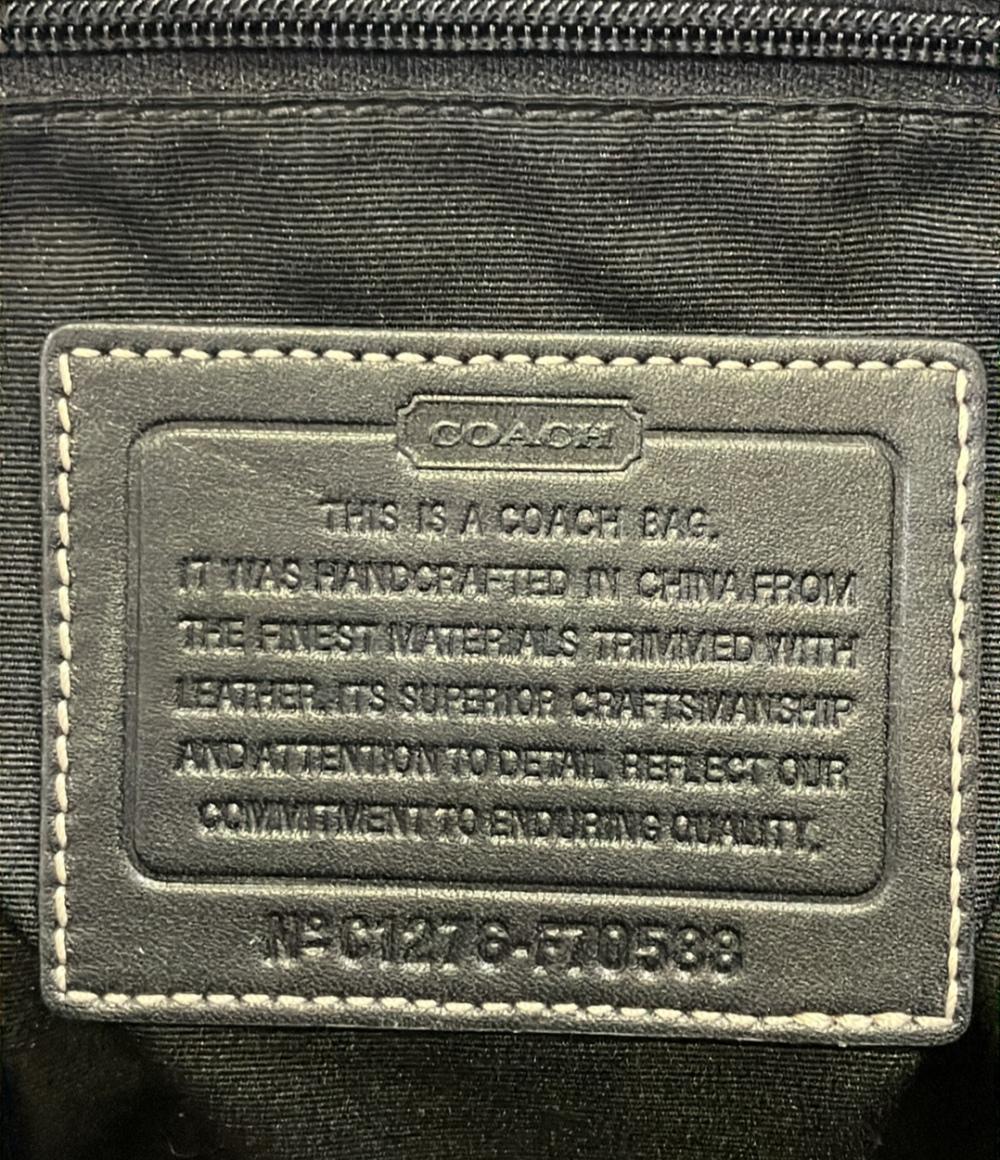 COACH
THIS IS A COACH BAG.
IT WAS HANDCRAFTED IN CHINA FROM
THE FINEST MATERIALS TRIMMED WITH
LEATHER. ITS SUPERIOR CRAFTSMANSHIP
AND ATTENTION TO DETAIL REFLECT OUR
COMMITMENT TO ENDURING QUALITY.
Nº C1276-F70588